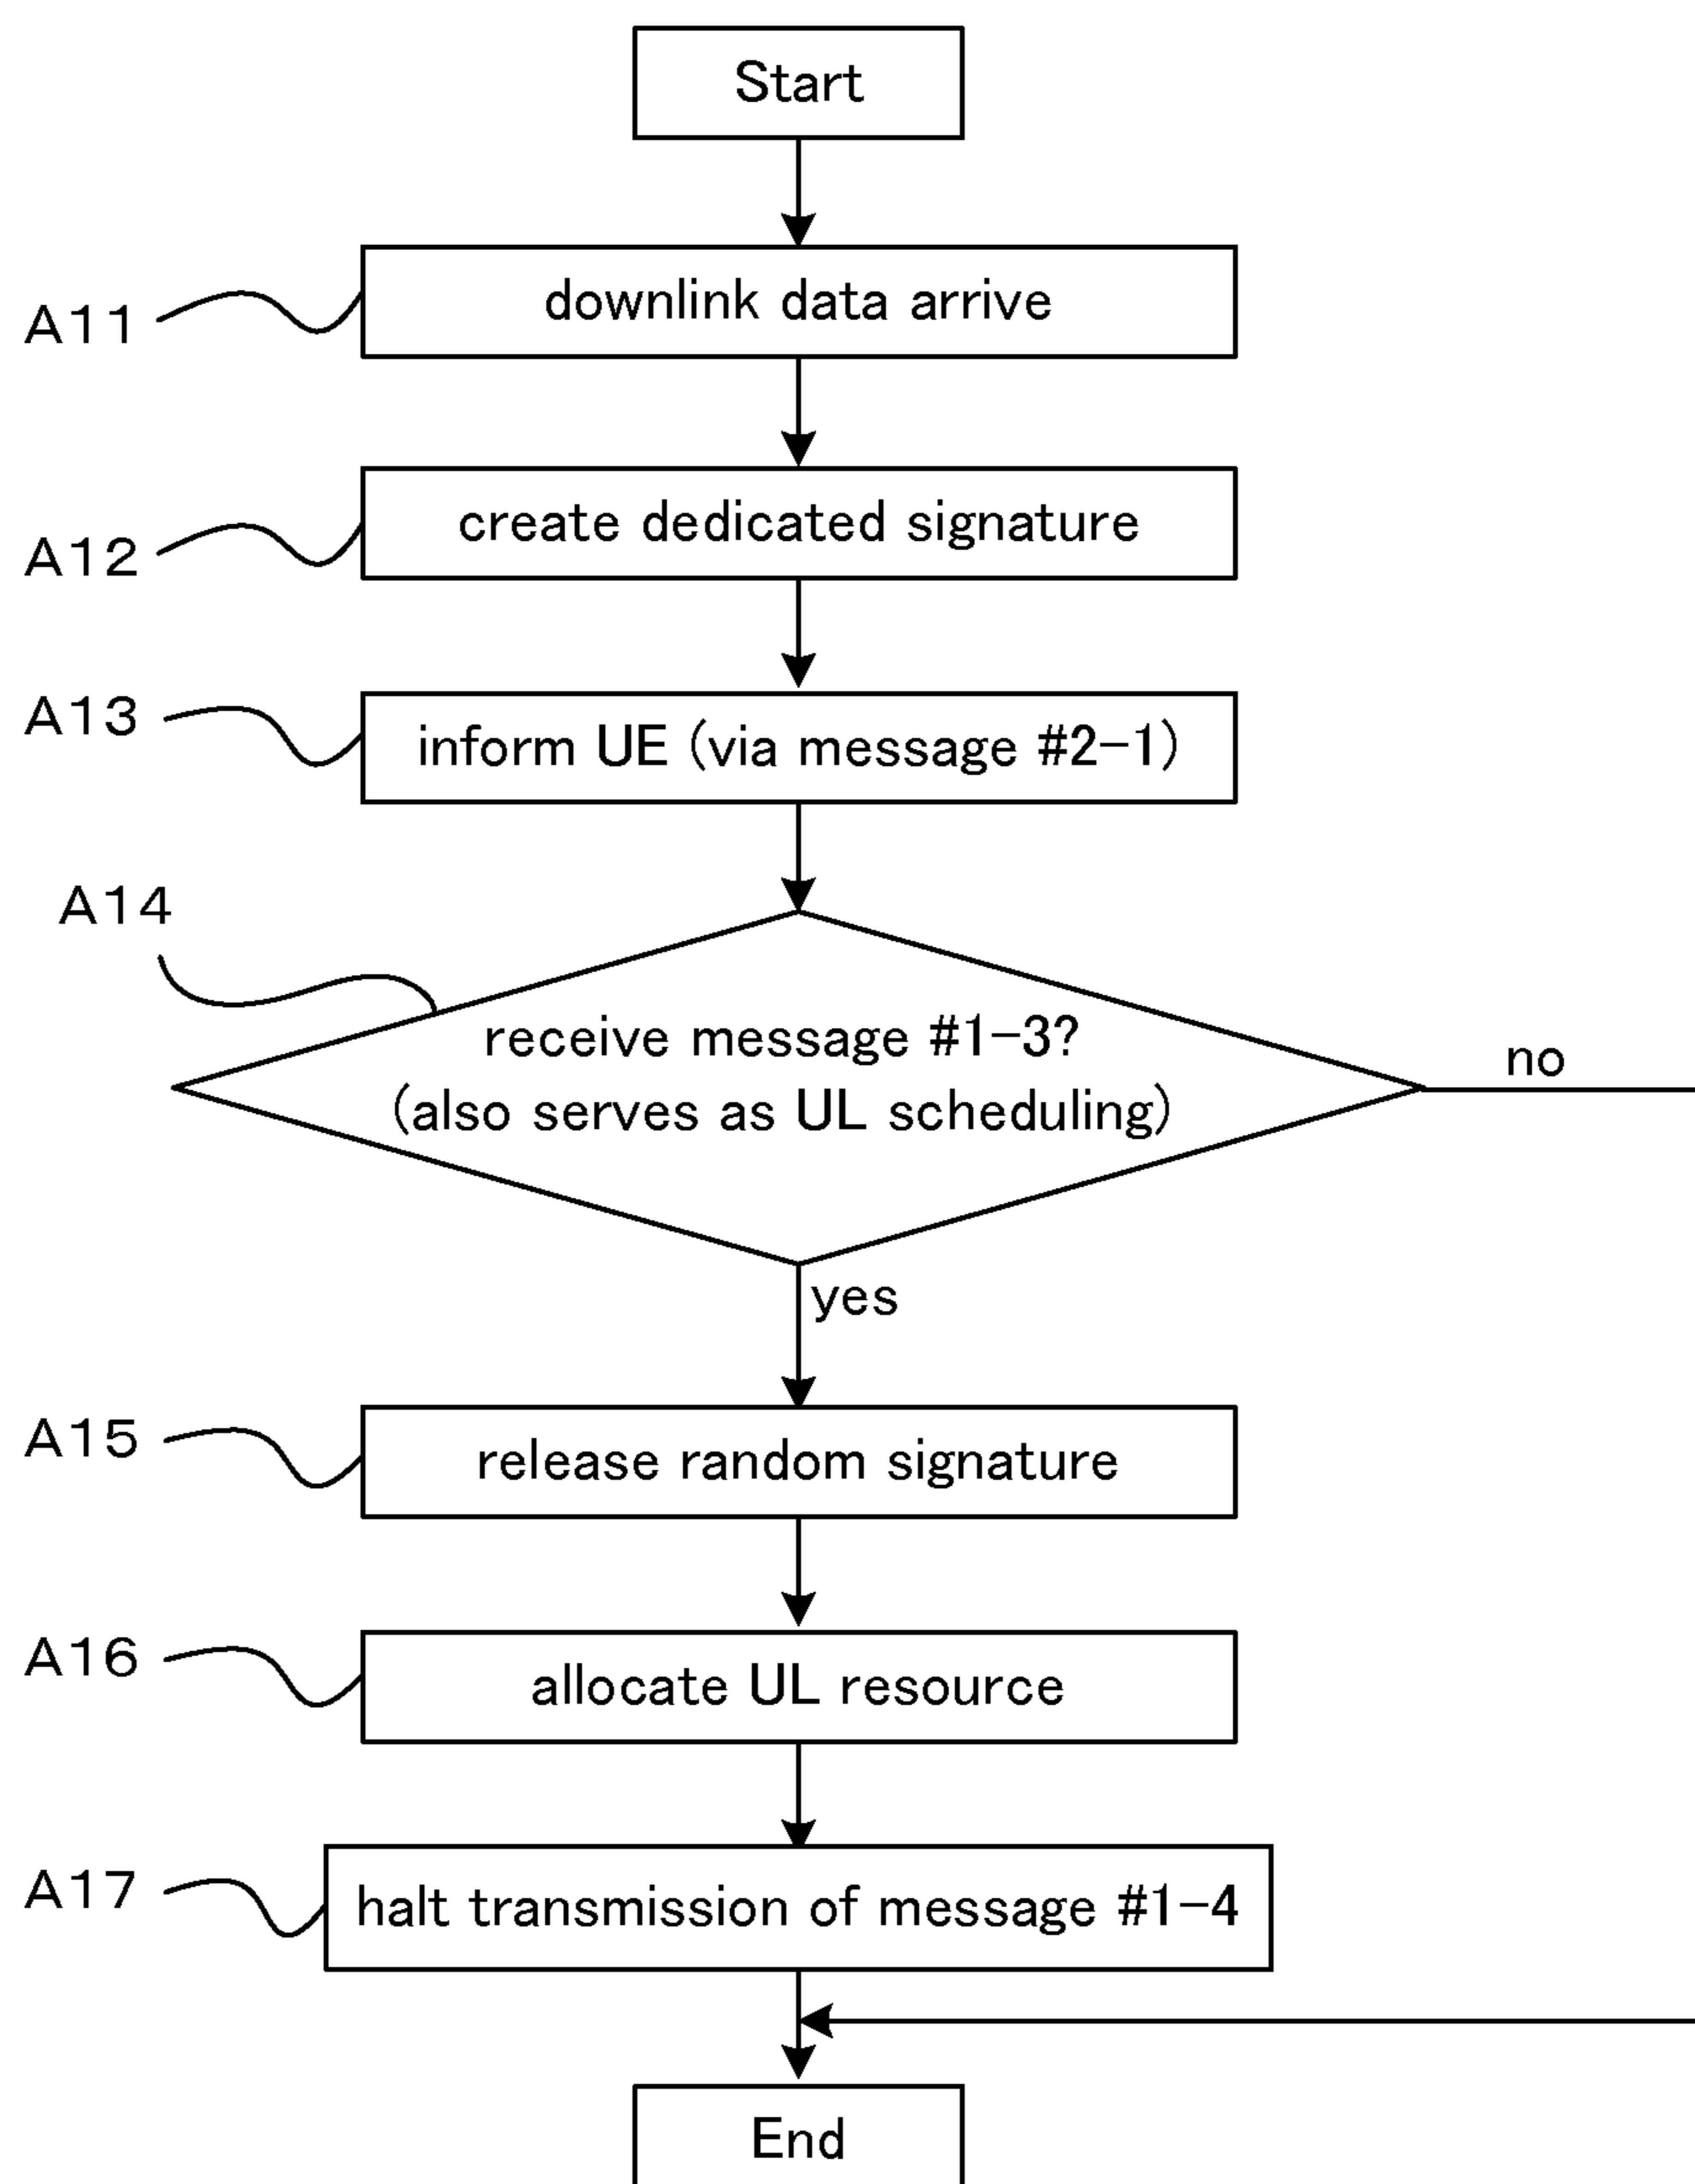 Start
A11
downlink data arrive
A12
create dedicated signature
A13
inform UE (via message #2-1)
A14
receive message #1-3?
(also serves as UL scheduling)
no
yes
A15
release random signature
A16
allocate UL resource
A17
halt transmission of message #1-4
End